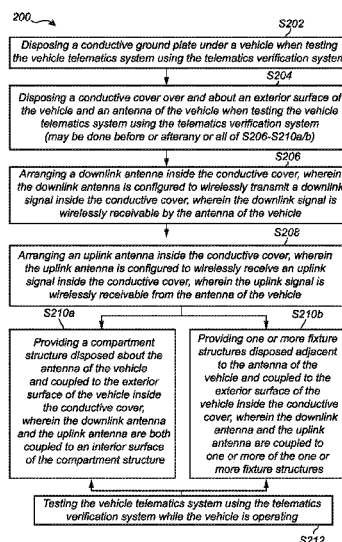 200
S202
Disposing a conductive ground plate under a vehicle when testing
the vehicle telematics system using the telematics verification system
S204
Disposing a conductive cover over and about an exterior surface of
the vehicle and an antenna of the vehicle when testing the vehicle
telematics system using the telematics verification system
(may be done before or afterany or all of S206-S210a/b)
S206
Arranging a downlink antenna inside the conductive cover, wherein
the downlink antenna is configured to wirelessly transmit a downlink
signal inside the conductive cover, wherein the downlink signal is
wirelessly receivable by the antenna of the vehicle
S208
Arranging an uplink antenna inside the conductive cover, wherein
the uplink antenna is configured to wirelessly receive an uplink
signal inside the conductive cover, wherein the uplink signal is
wirelessly receivable from the antenna of the vehicle
S210a
Providing a compartment
structure disposed about the
antenna of the vehicle
and coupled to the exterior
surface of the vehicle inside
the conductive cover,
wherein the downlink antenna
and the uplink antenna are both
coupled to an interior surface
of the compartment structure
S210b
Providing one or more fixture
structures disposed adjacent
to the antenna of the
vehicle and coupled to the
exterior surface of the
vehicle inside the conductive
cover, wherein the downlink
antenna and the uplink
antenna are coupled to
one or more of the one or
more fixture structures
Testing the vehicle telematics system using the telematics
verification system while the vehicle is operating
S212